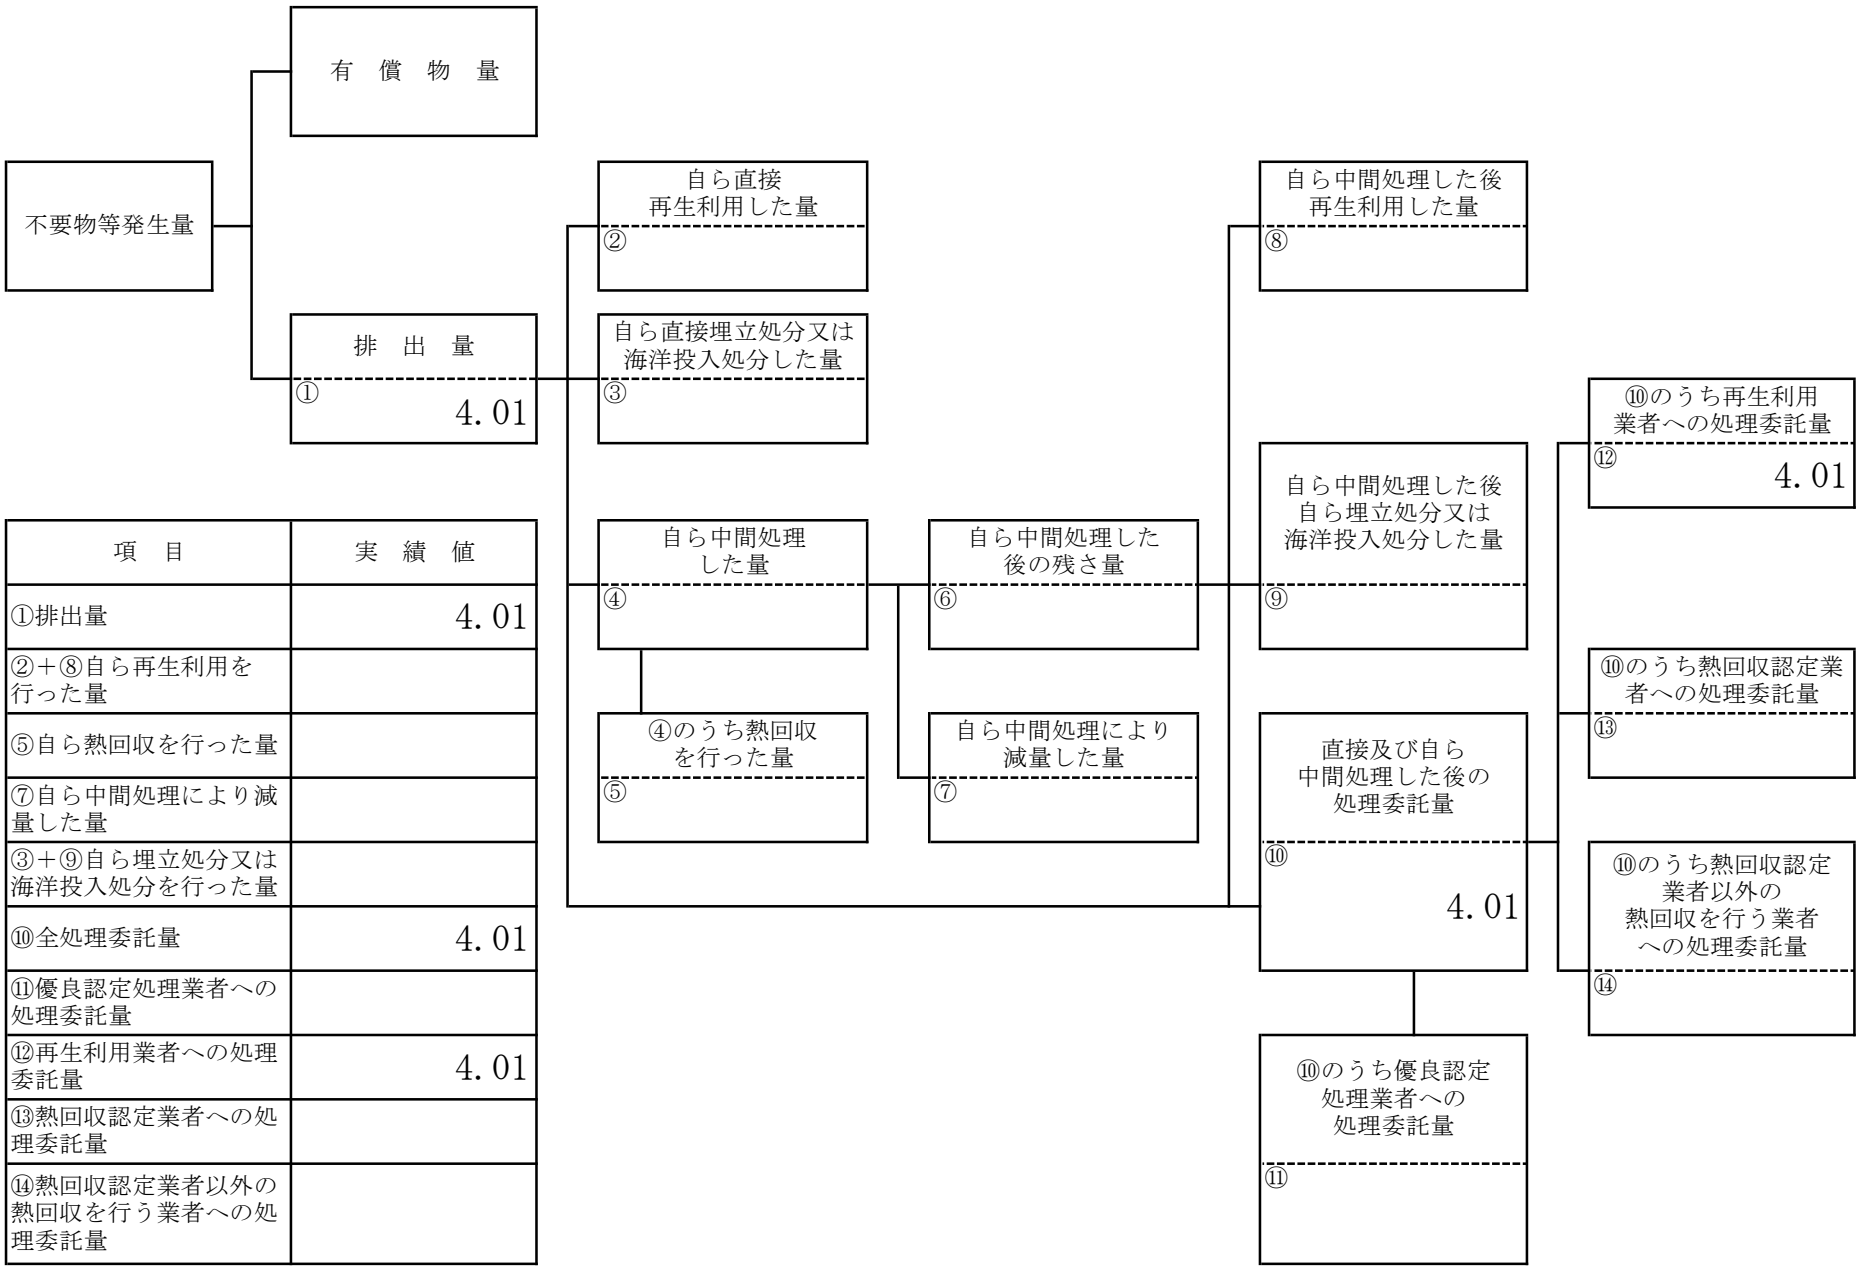 有　償　物　量
不要物等発生量
排　出　量
①
4.01
自ら直接
再生利用した量
②
自ら直接埋立処分又は
海洋投入処分した量
③
自ら中間処理
した量
④
④のうち熱回収
を行った量
⑤
自ら中間処理した
後の残さ量
⑥
自ら中間処理により
減量した量
⑦
自ら中間処理した後
再生利用した量
⑧
自ら中間処理した後
自ら埋立処分又は
海洋投入処分した量
⑨
直接及び自ら
中間処理した後の
処理委託量
⑩
4.01
⑩のうち優良認定
処理業者への
処理委託量
⑪
⑩のうち再生利用
業者への処理委託量
⑫
4.01
⑩のうち熱回収認定業
者への処理委託量
⑬
⑩のうち熱回収認定
業者以外の
熱回収を行う業者
への処理委託量
⑭
項　目　実　績　値
①排出量　4.01
②＋⑧自ら再生利用を
行った量
⑤自ら熱回収を行った量
⑦自ら中間処理により減
量した量
③＋⑨自ら埋立処分又は
海洋投入処分を行った量
⑩全処理委託量　4.01
⑪優良認定処理業者への
処理委託量
⑫再生利用業者への処理
委託量　4.01
⑬熱回収認定業者への処
理委託量
⑭熱回収認定業者以外の
熱回収を行う業者への処
理委託量